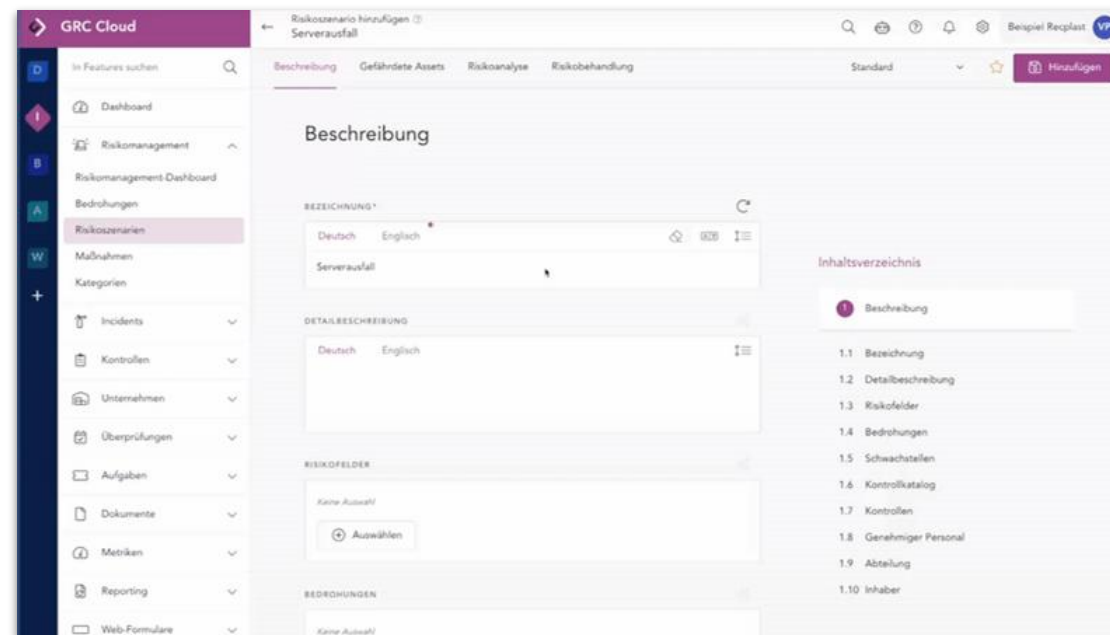 GRC Cloud
Risikoszenario hinzufügen
Serverausfall
Beispiel Recplast
VP
D
I
B
A
W
In Features suchen
Dashboard
Risikomanagement
Risikomanagement-Dashboard
Bedrohungen
Risikoszenarien
Maßnahmen
Kategorien
Incidents
Kontrollen
Unternehmen
Überprüfungen
Aufgaben
Dokumente
Metriken
Reporting
Web-Formulare
Beschreibung Gefährdete Assets Risikoanalyse Risikobehandlung
Standard
Hinzufügen
Beschreibung
BEZEICHNUNG*
Deutsch Englisch
Serverausfall
DETAILBESCHREIBUNG
Deutsch Englisch
RISIKOFELDER
Keine Auswahl
Auswählen
BEDROHUNGEN
Keine Auswahl
Inhaltsverzeichnis
1 Beschreibung
1.1 Bezeichnung
1.2 Detailbeschreibung
1.3 Risikofelder
1.4 Bedrohungen
1.5 Schwachstellen
1.6 Kontrollkatalog
1.7 Kontrollen
1.8 Genehmiger Personal
1.9 Abteilung
1.10 Inhaber